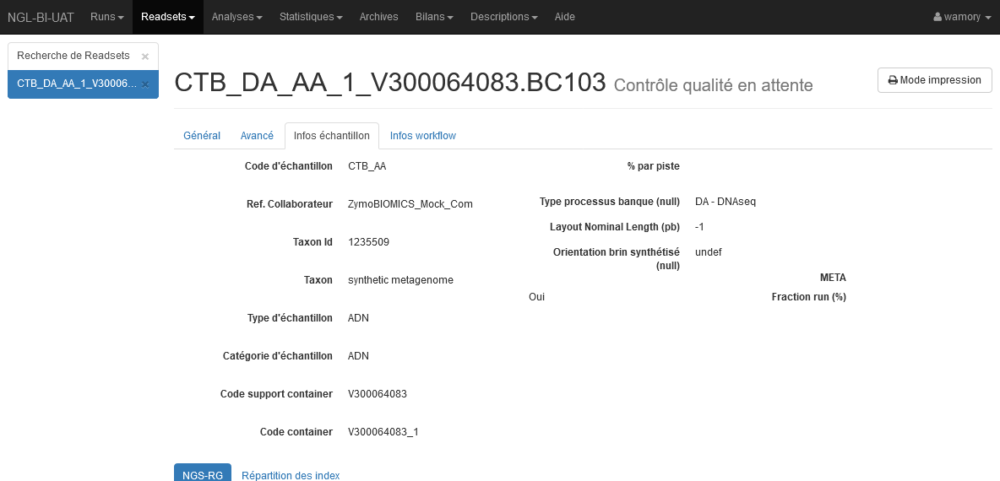 NGL-BI-UAT Runs Readsets Analyses Statistiques Archives Bilans Descriptions Aide wamory
Recherche de Readsets ×
CTB_DA_AA_1_V30006... ×
CTB_DA_AA_1_V300064083.BC103 Contrôle qualité en attente
Mode impression
Général Avancé Infos échantillon Infos workflow
Code d'échantillon CTB_AA
Ref. Collaborateur ZymoBIOMICS_Mock_Com
Taxon Id 1235509
Taxon synthetic metagenome
Type d'échantillon ADN
Catégorie d'échantillon ADN
Code support container V300064083
Code container V300064083_1
% par piste
Type processus banque (null) DA - DNAseq
Layout Nominal Length (pb) -1
Orientation brin synthétisé undef
(null)
META
Oui Fraction run (%)
NGS-RG Répartition des index